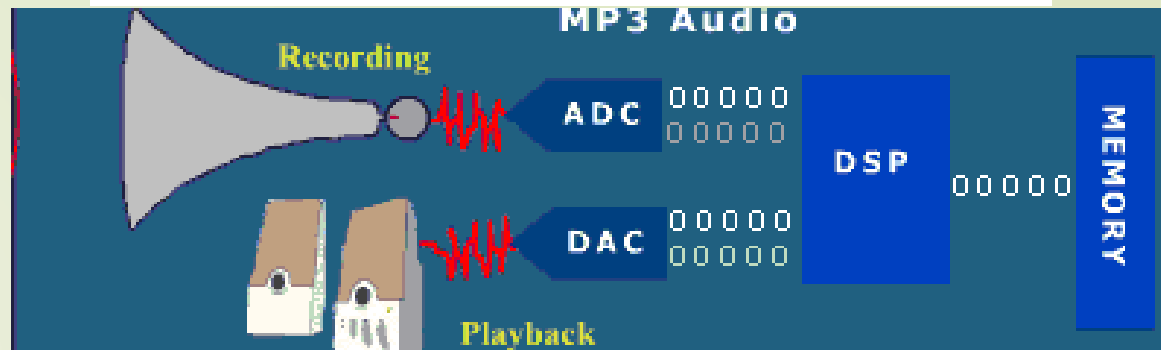 MP3 Audio
Recording
ADC
00000
00000
DSP
MEMORY
00000
DAC
00000
00000
Playback